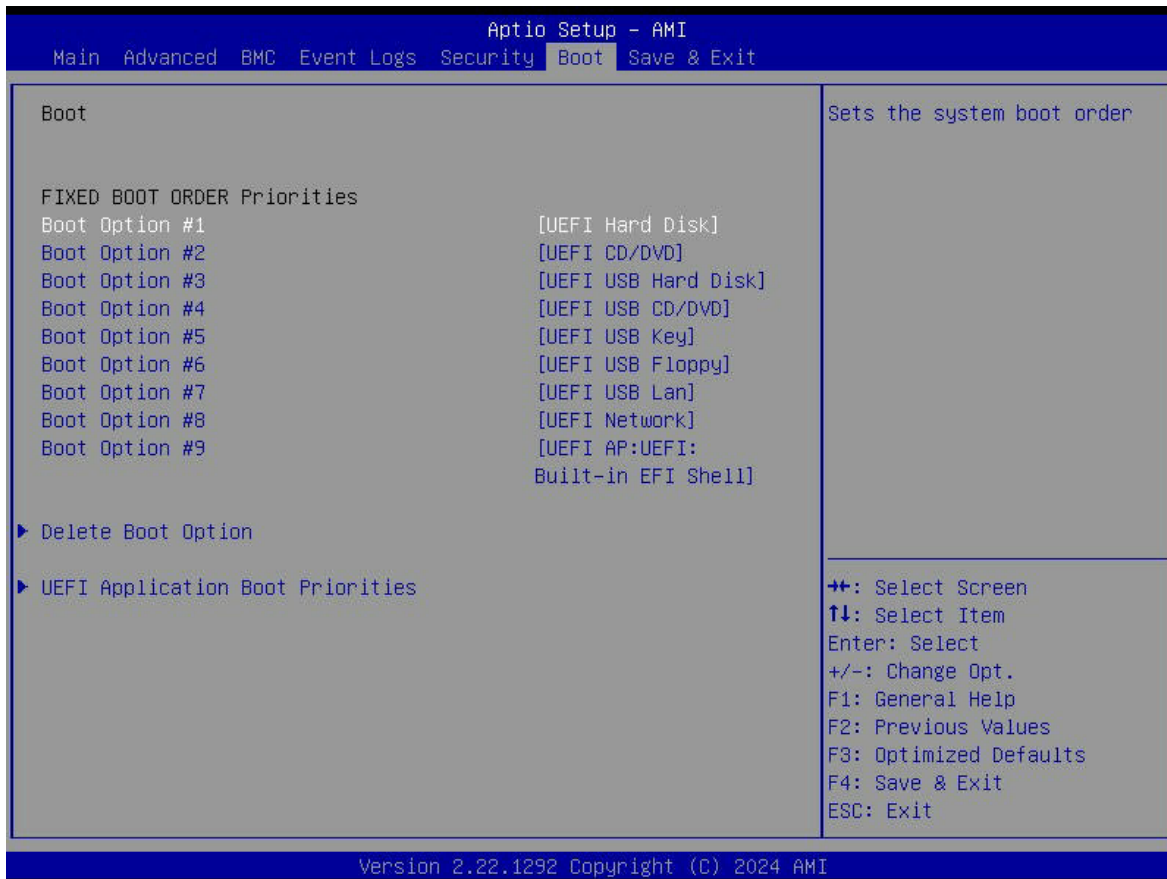 Aptio Setup - AMI
Main Advanced BMC Event Logs Security Boot Save & Exit
Boot
FIXED BOOT ORDER Priorities
Boot Option #1 [UEFI Hard Disk]
Boot Option #2 [UEFI CD/DVD]
Boot Option #3 [UEFI USB Hard Disk]
Boot Option #4 [UEFI USB CD/DVD]
Boot Option #5 [UEFI USB Key]
Boot Option #6 [UEFI USB Floppy]
Boot Option #7 [UEFI USB Lan]
Boot Option #8 [UEFI Network]
Boot Option #9 [UEFI AP:UEFI:
Built-in EFI Shell]
▶ Delete Boot Option
▶ UEFI Application Boot Priorities
Sets the system boot order
→←: Select Screen
↑↓: Select Item
Enter: Select
+/-: Change Opt.
F1: General Help
F2: Previous Values
F3: Optimized Defaults
F4: Save & Exit
ESC: Exit
Version 2.22.1292 Copyright (C) 2024 AMI